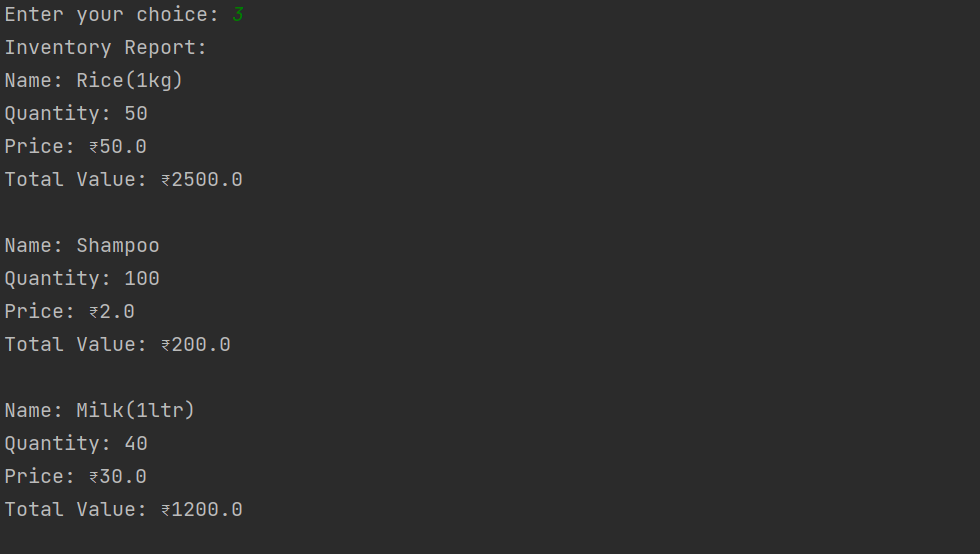 Enter your choice: 3
Inventory Report:
Name: Rice(1kg)
Quantity: 50
Price: ₹50.0
Total Value: ₹2500.0
Name: Shampoo
Quantity: 100
Price: ₹2.0
Total Value: ₹200.0
Name: Milk(1ltr)
Quantity: 40
Price: ₹30.0
Total Value: ₹1200.0